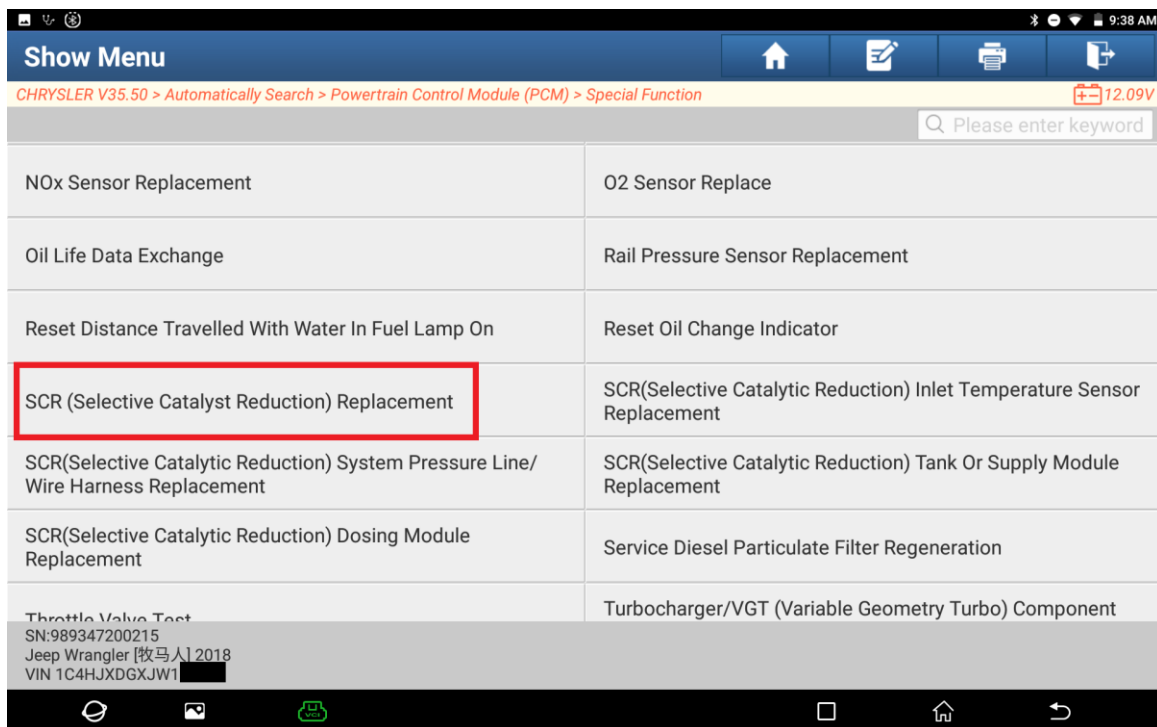 9:38 AM
Show Menu
CHRYSLER V35.50 > Automatically Search > Powertrain Control Module (PCM) > Special Function
12.09V
Please enter keyword
NOx Sensor Replacement
O2 Sensor Replace
Oil Life Data Exchange
Rail Pressure Sensor Replacement
Reset Distance Travelled With Water In Fuel Lamp On
Reset Oil Change Indicator
SCR (Selective Catalyst Reduction) Replacement
SCR(Selective Catalytic Reduction) Inlet Temperature Sensor
Replacement
SCR(Selective Catalytic Reduction) System Pressure Line/
Wire Harness Replacement
SCR(Selective Catalytic Reduction) Tank Or Supply Module
Replacement
SCR(Selective Catalytic Reduction) Dosing Module
Replacement
Service Diesel Particulate Filter Regeneration
Throttle Valve Test
Turbocharger/VGT (Variable Geometry Turbo) Component
SN:989347200215
Jeep Wrangler [牧马人] 2018
VIN 1C4HJXDGXJW1
VCI